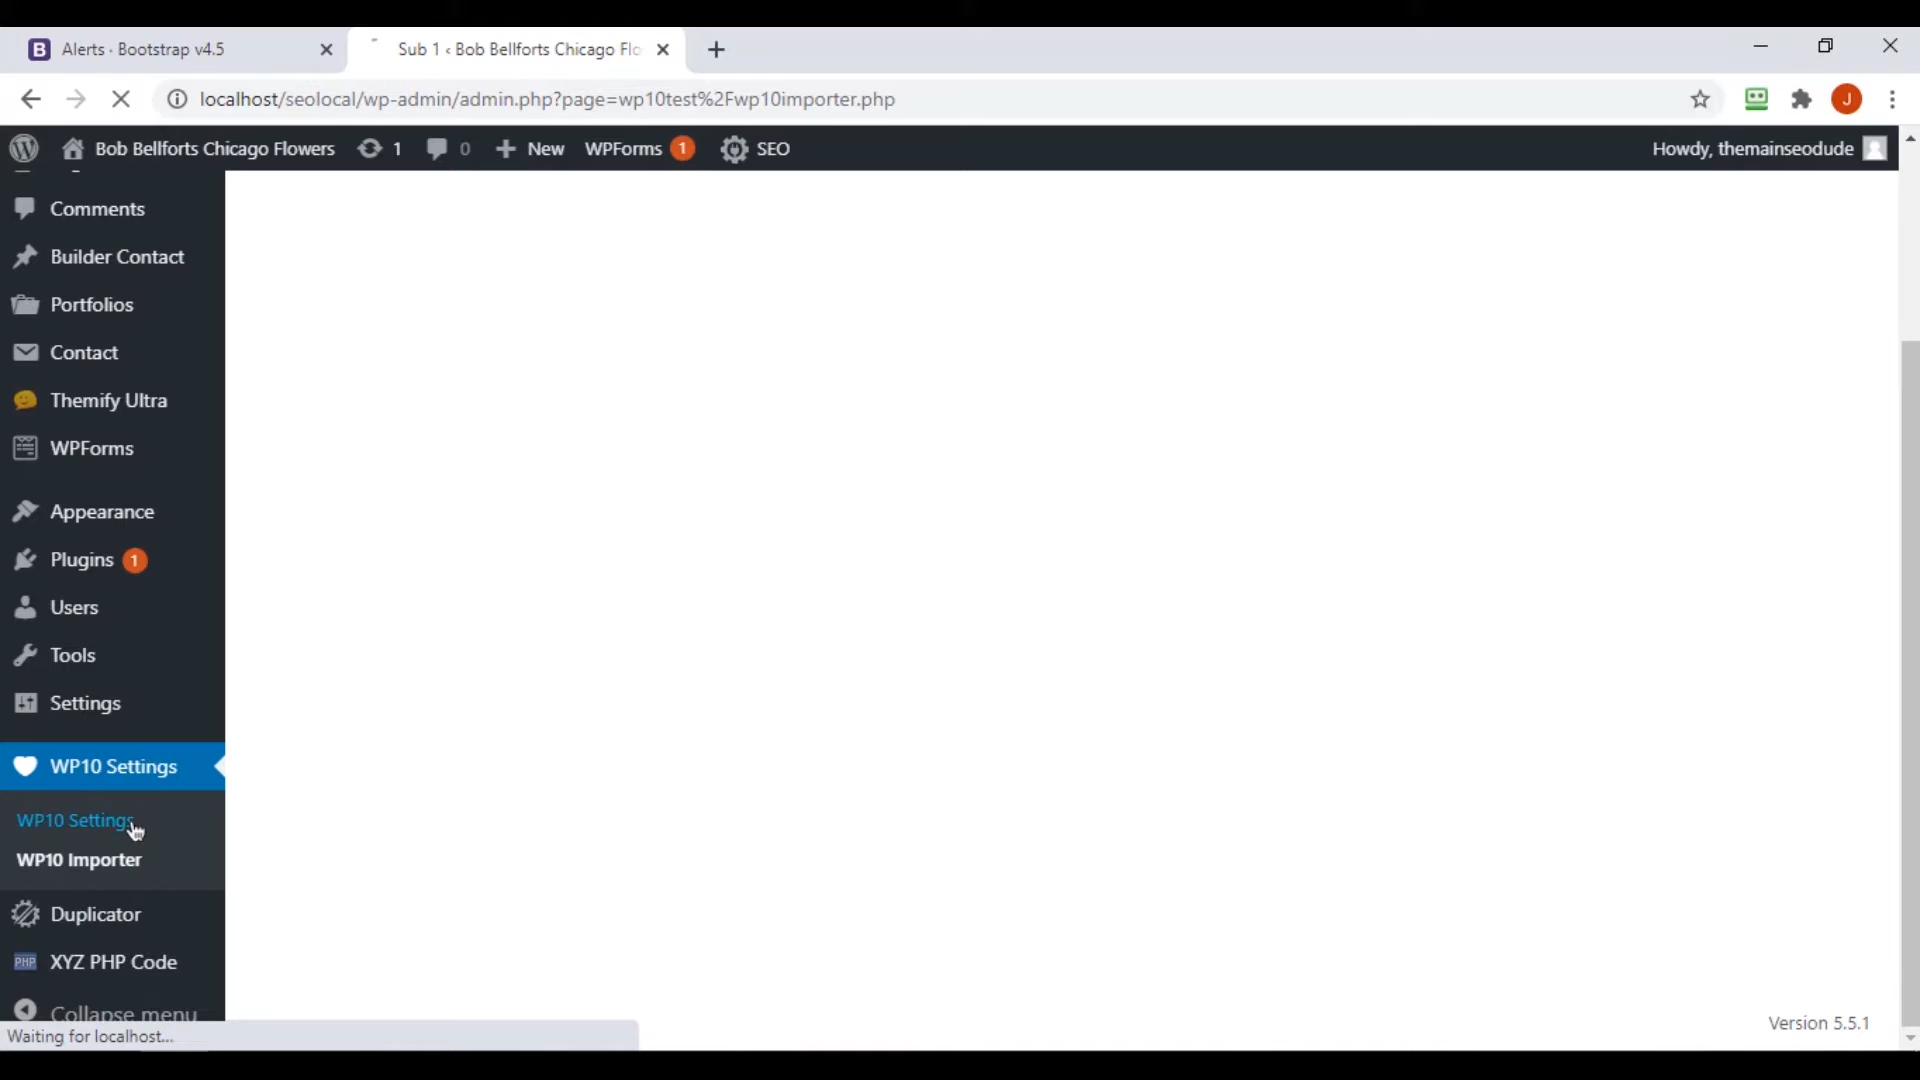 Alerts · Bootstrap v4.5
Sub 1 ‹ Bob Bellforts Chicago Flo
localhost/seolocal/wp-admin/admin.php?page=wp10test%2Fwp10importer.php
J
Bob Bellforts Chicago Flowers
1
0
New
WPForms 1
SEO
Howdy, themainseodude
Comments
Builder Contact
Portfolios
Contact
Themify Ultra
WPForms
Appearance
Plugins 1
Users
Tools
Settings
WP10 Settings
WP10 Settings
WP10 Importer
Duplicator
PHP XYZ PHP Code
Collapse menu
Version 5.5.1
Waiting for localhost...